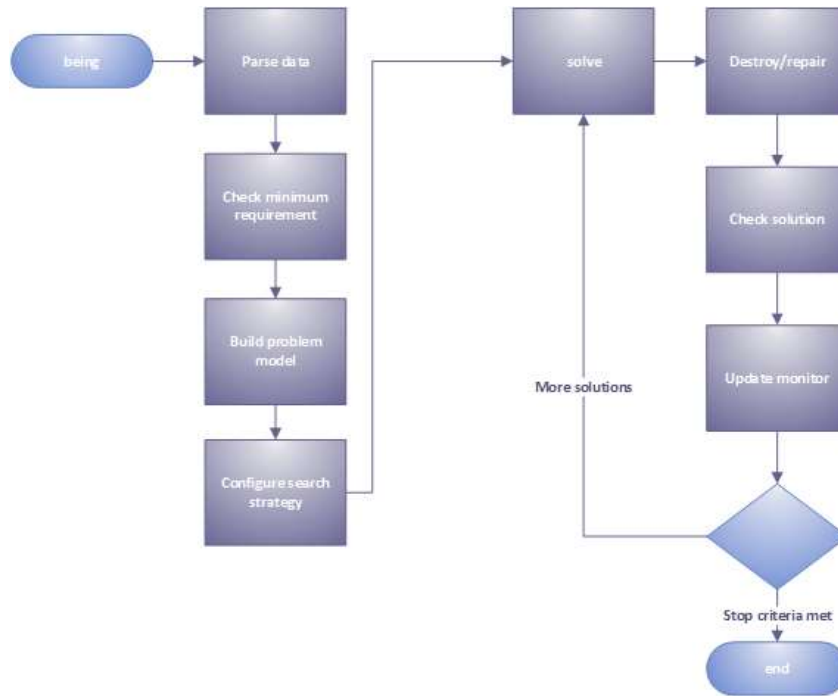 being
Parse data
Check minimum
requirement
Build problem
model
Configure search
strategy
solve
Destroy/repair
Check solution
Update monitor
More solutions
Stop criteria met
end